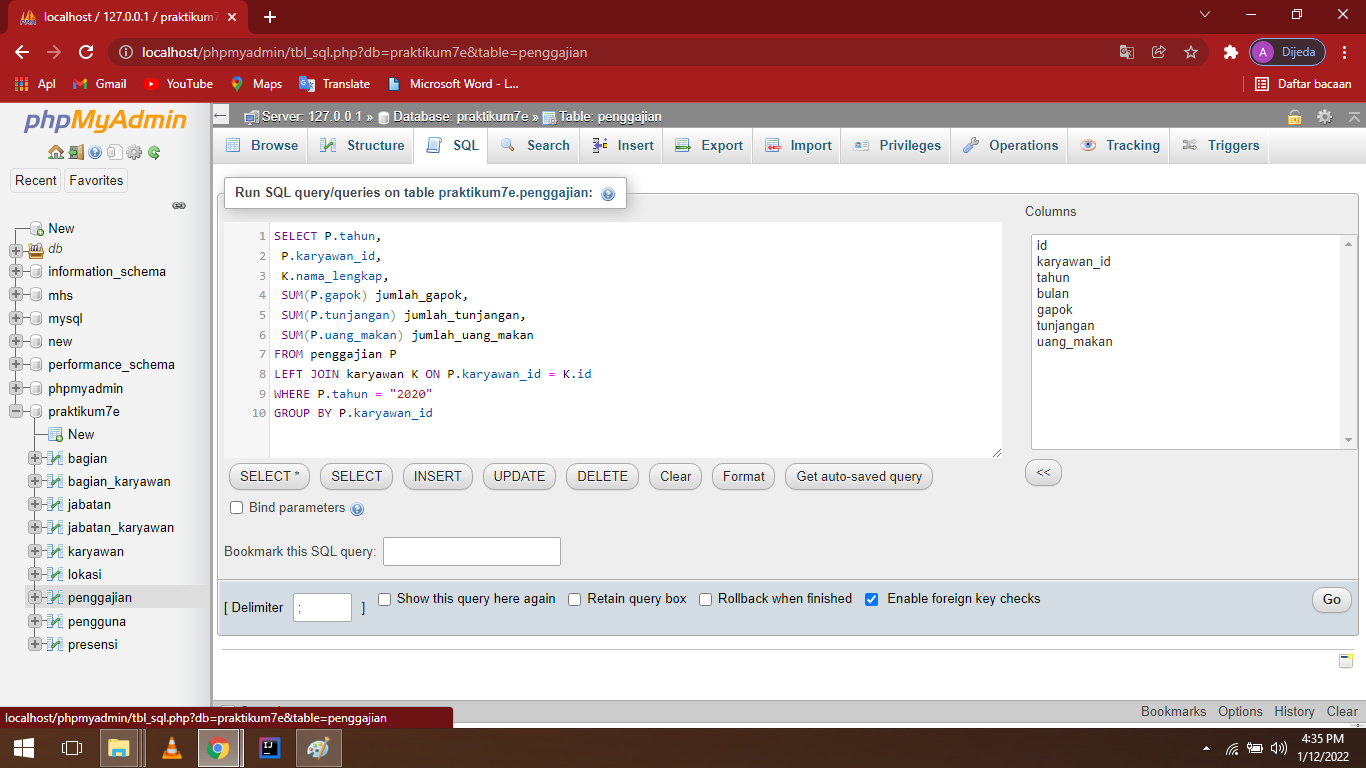 localhost / 127.0.0.1 / praktikum7
localhost/phpmyadmin/tbl_sql.php?db=praktikum7e&table=penggajian
A Dijeda
Apl Gmail YouTube Maps Translate Microsoft Word - L... Daftar bacaan
phpMyAdmin
Recent Favorites
New
db
information_schema
mhs
mysql
new
performance_schema
phpmyadmin
praktikum7e
New
bagian
bagian_karyawan
jabatan
jabatan_karyawan
karyawan
lokasi
penggajian
pengguna
presensi
Server: 127.0.0.1 » Database: praktikum7e » Table: penggajian
Browse Structure SQL Search Insert Export Import Privileges Operations Tracking Triggers
Run SQL query/queries on table praktikum7e.penggajian:
1 SELECT P.tahun,
2 P.karyawan_id,
3 K.nama_lengkap,
4 SUM(P.gapok) jumlah_gapok,
5 SUM(P.tunjangan) jumlah_tunjangan,
6 SUM(P.uang_makan) jumlah_uang_makan
7 FROM penggajian P
8 LEFT JOIN karyawan K ON P.karyawan_id = K.id
9 WHERE P.tahun = "2020"
10 GROUP BY P.karyawan_id
Columns
id
karyawan_id
tahun
bulan
gapok
tunjangan
uang_makan
<<
SELECT * SELECT INSERT UPDATE DELETE Clear Format Get auto-saved query
Bind parameters
Bookmark this SQL query:
[ Delimiter ; ] Show this query here again Retain query box Rollback when finished Enable foreign key checks Go
Bookmarks Options History Clear
localhost/phpmyadmin/tbl_sql.php?db=praktikum7e&table=penggajian
4:35 PM
1/12/2022